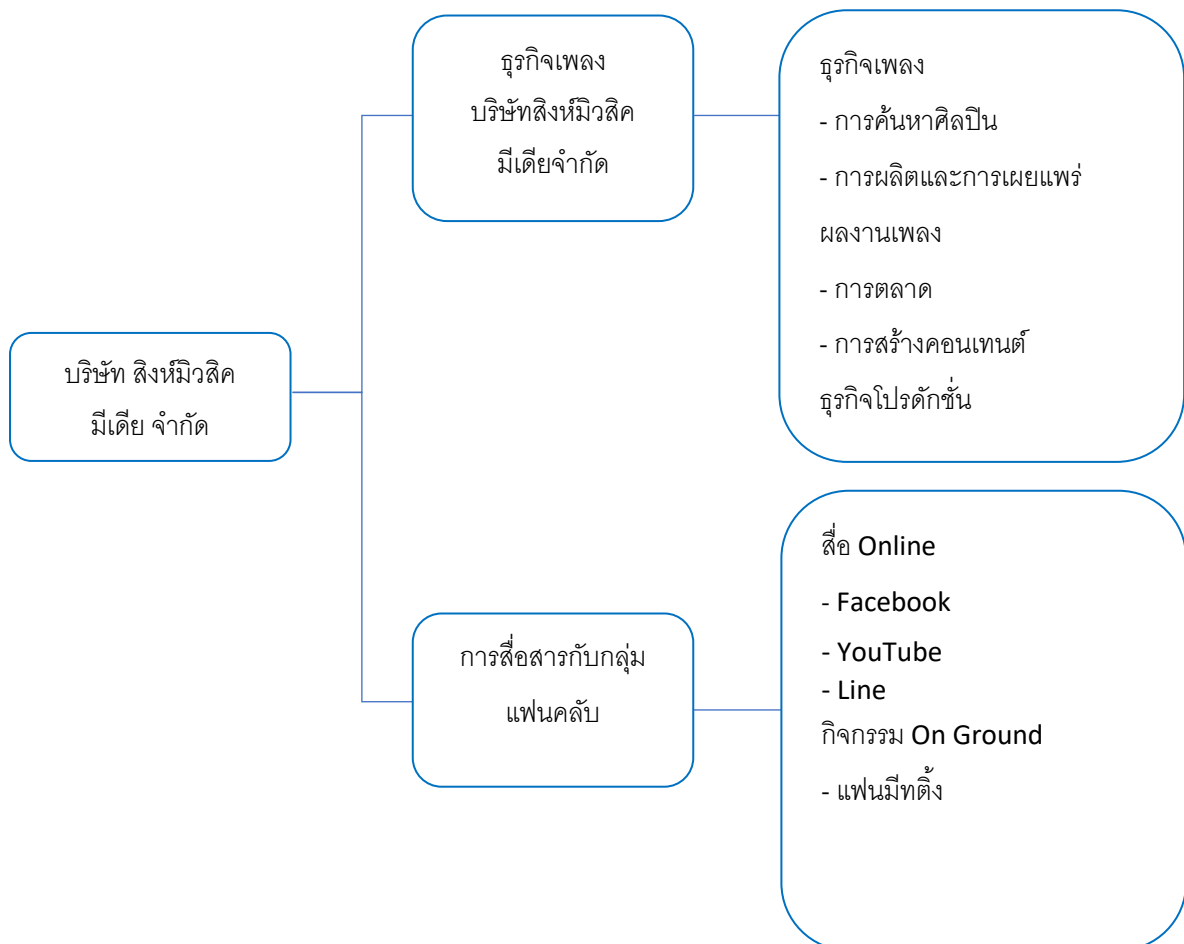 บริษัท สิงห์มิวสิค
มีเดีย จำกัด
ธุรกิจเพลง
บริษัทสิงห์มิวสิค
มีเดียจำกัด
ธุรกิจเพลง
- การค้นหาศิลปิน
- การผลิตและการเผยแพร่
ผลงานเพลง
- การตลาด
- การสร้างคอนเทนต์
ธุรกิจโปรดักชั่น
การสื่อสารกับกลุ่ม
แฟนคลับ
สื่อ Online
- Facebook
- YouTube
- Line
กิจกรรม On Ground
- แฟนมีทติ้ง